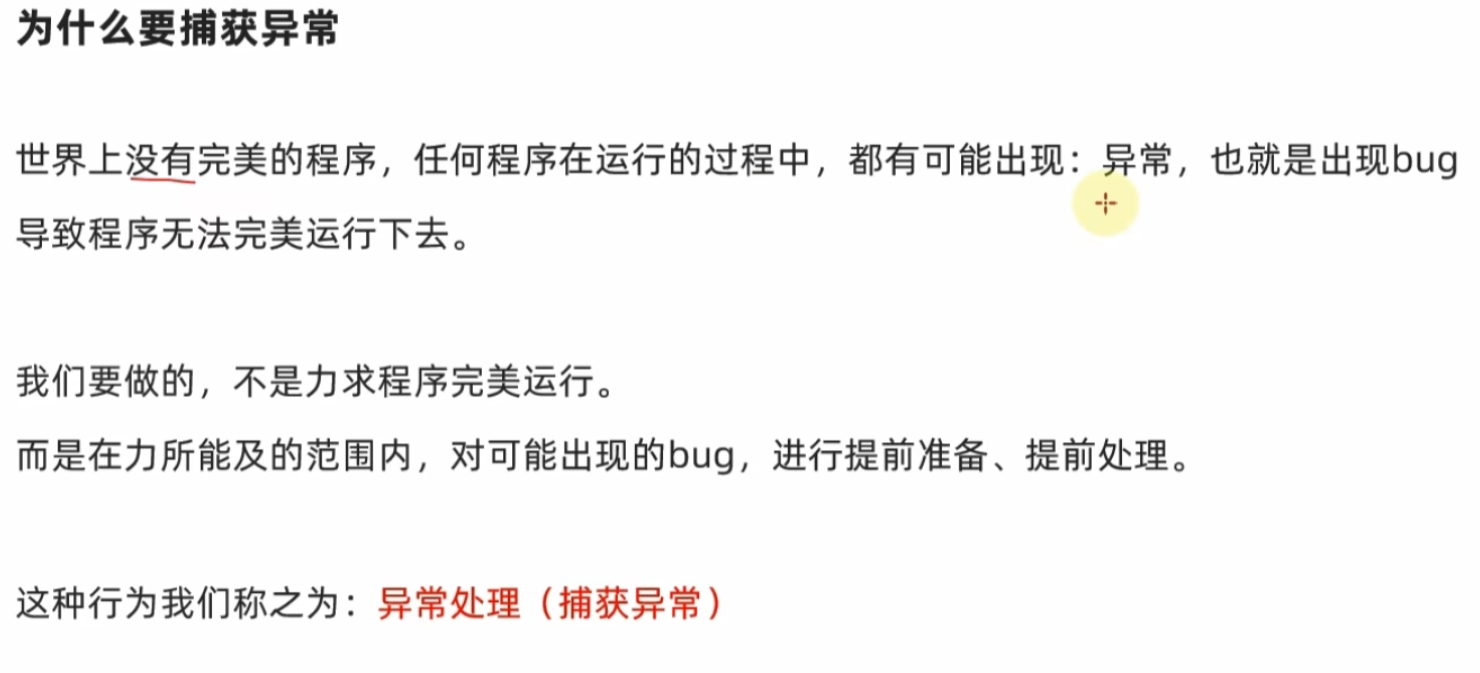 为什么要捕获异常
世界上没有完美的程序，任何程序在运行的过程中，都有可能出现：异常，也就是出现bug
导致程序无法完美运行下去。
我们要做的，不是力求程序完美运行。
而是在力所能及的范围内，对可能出现的bug，进行提前准备、提前处理。
这种行为我们称之为：异常处理（捕获异常）